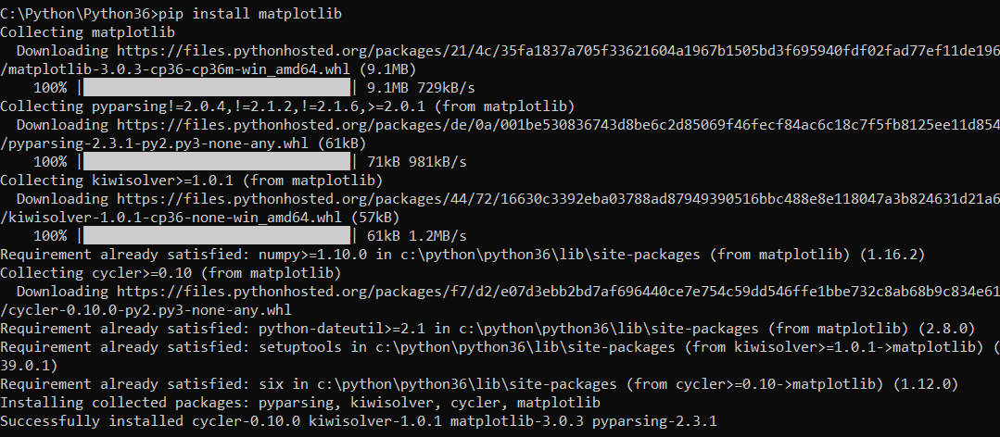 C:\Python\Python36>pip install matplotlib
Collecting matplotlib
  Downloading https://files.pythonhosted.org/packages/21/4c/35fa1837a705f33621604a1967b1505bd3f695940fdf02fad77ef11de196
/matplotlib-3.0.3-cp36-cp36m-win_amd64.whl (9.1MB)
    100% |████████████████████████████████| 9.1MB 729kB/s
Collecting pyparsing!=2.0.4,!=2.1.2,!=2.1.6,>=2.0.1 (from matplotlib)
  Downloading https://files.pythonhosted.org/packages/de/0a/001be530836743d8be6c2d85069f46fecf84ac6c18c7f5fb8125ee11d854
/pyparsing-2.3.1-py2.py3-none-any.whl (61kB)
    100% |████████████████████████████████| 71kB 981kB/s
Collecting kiwisolver>=1.0.1 (from matplotlib)
  Downloading https://files.pythonhosted.org/packages/44/72/16630c3392eba03788ad87949390516bbc488e8e118047a3b824631d21a6
/kiwisolver-1.0.1-cp36-none-win_amd64.whl (57kB)
    100% |████████████████████████████████| 61kB 1.2MB/s
Requirement already satisfied: numpy>=1.10.0 in c:\python\python36\lib\site-packages (from matplotlib) (1.16.2)
Collecting cycler>=0.10 (from matplotlib)
  Downloading https://files.pythonhosted.org/packages/f7/d2/e07d3ebb2bd7af696440ce7e754c59dd546ffe1bbe732c8ab68b9c834e61
/cycler-0.10.0-py2.py3-none-any.whl
Requirement already satisfied: python-dateutil>=2.1 in c:\python\python36\lib\site-packages (from matplotlib) (2.8.0)
Requirement already satisfied: setuptools in c:\python\python36\lib\site-packages (from kiwisolver>=1.0.1->matplotlib) (
39.0.1)
Requirement already satisfied: six in c:\python\python36\lib\site-packages (from cycler>=0.10->matplotlib) (1.12.0)
Installing collected packages: pyparsing, kiwisolver, cycler, matplotlib
Successfully installed cycler-0.10.0 kiwisolver-1.0.1 matplotlib-3.0.3 pyparsing-2.3.1